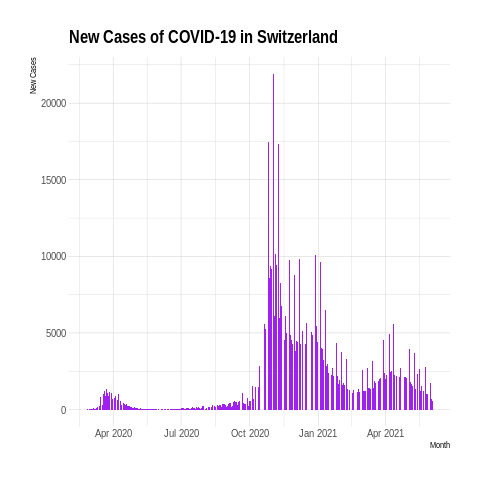 New Cases of COVID-19 in Switzerland
New Cases
20000
15000
10000
5000
0
Apr 2020 Jul 2020 Oct 2020 Jan 2021 Apr 2021
Month